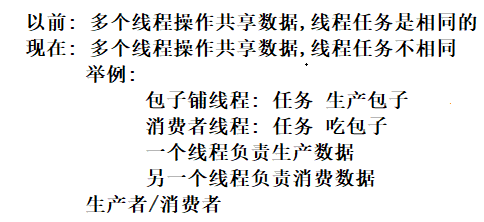 以前: 多个线程操作共享数据,线程任务是相同的
现在: 多个线程操作共享数据,线程任务不相同
举例:
包子铺线程: 任务 生产包子
消费者线程: 任务 吃包子
一个线程负责生产数据
另一个线程负责消费数据
生产者/消费者